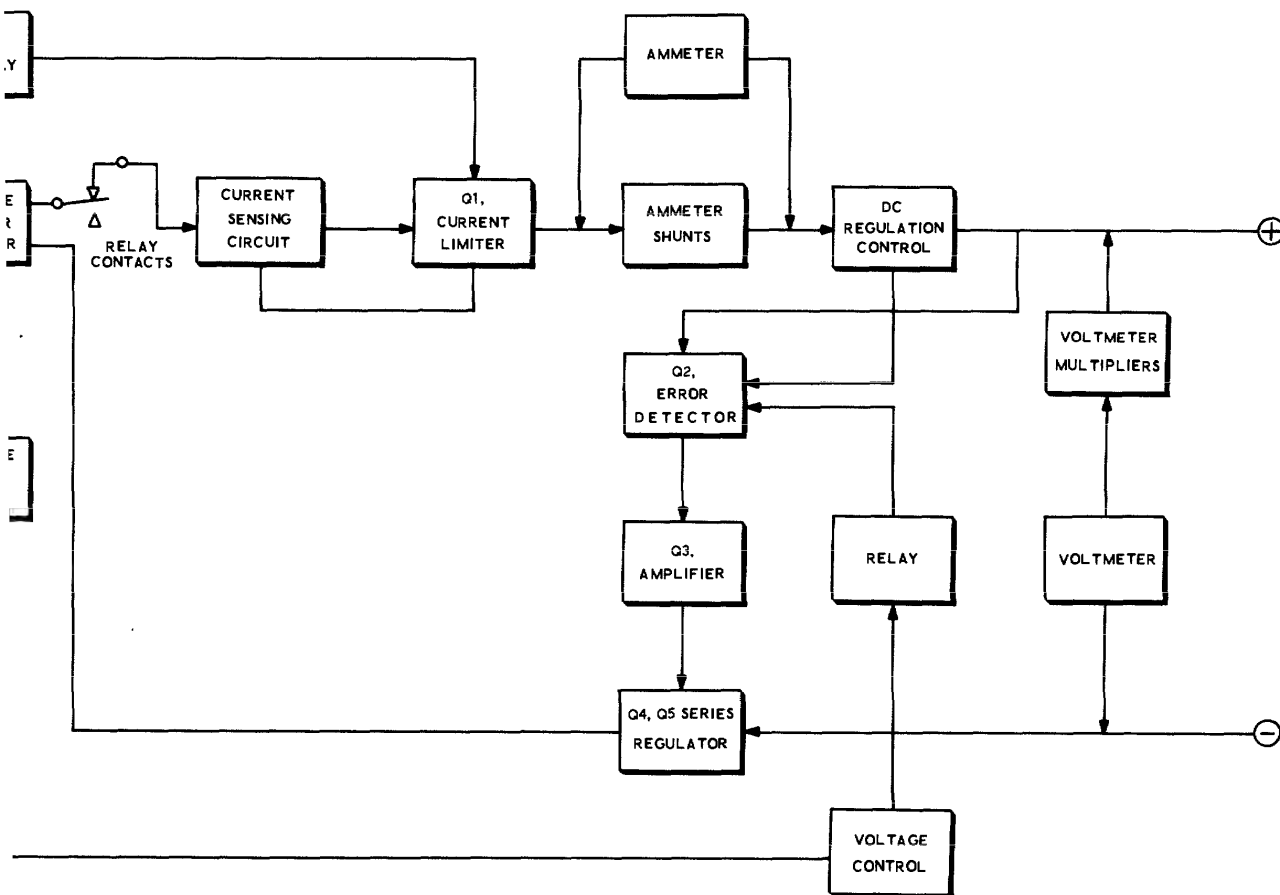 AMMETER
CURRENT
SENSING
CIRCUIT
Q1,
CURRENT
LIMITER
AMMETER
SHUNTS
DC
REGULATION
CONTROL
RELAY
CONTACTS
VOLTMETER
MULTIPLIERS
Q2,
ERROR
DETECTOR
Q3,
AMPLIFIER
RELAY
VOLTMETER
Q4, Q5 SERIES
REGULATOR
VOLTAGE
CONTROL
+
-